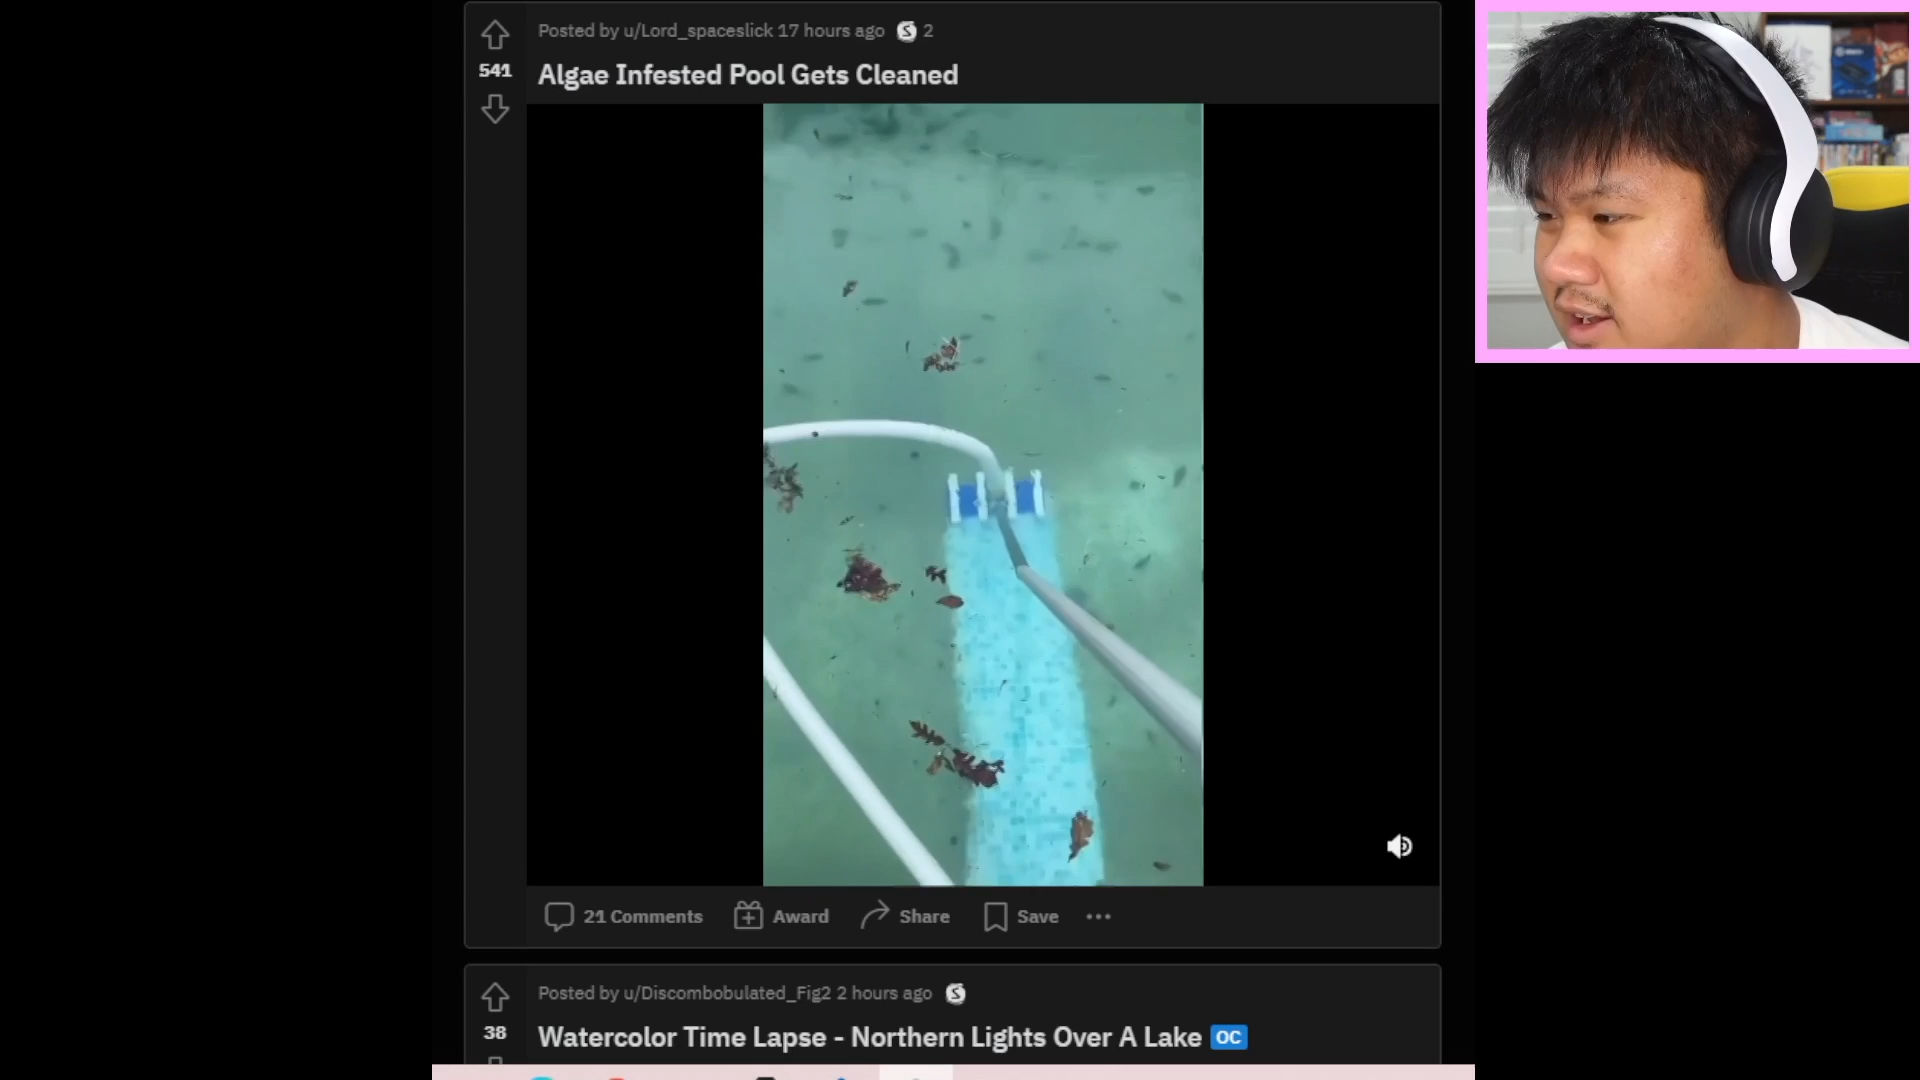 Posted by u/Lord_spaceslick 17 hours ago 2
541
Algae Infested Pool Gets Cleaned
21 Comments Award Share Save
Posted by u/Discombobulated_Fig2 2 hours ago
38
Watercolor Time Lapse - Northern Lights Over A Lake OC